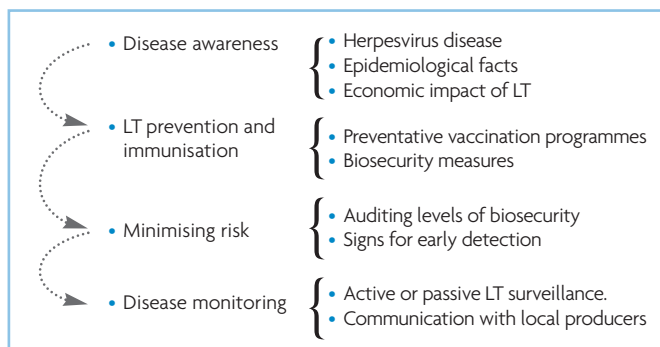 • Disease awareness
• Herpesvirus disease
• Epidemiological facts
• Economic impact of LT
• LT prevention and
immunisation
• Preventative vaccination programmes
• Biosecurity measures
• Minimising risk
• Auditing levels of biosecurity
• Signs for early detection
• Disease monitoring
• Active or passive LT surveillance.
• Communication with local producers